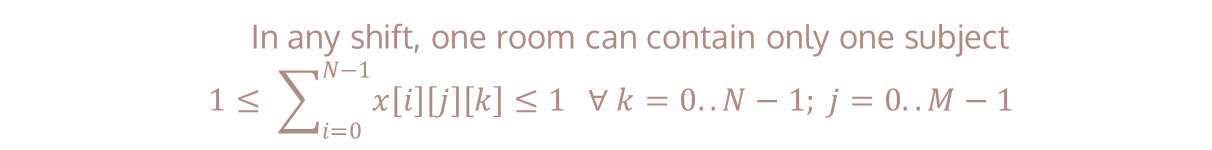 In any shift, one room can contain only one subject
1 ≤ ∑_{i=0}^{N−1} x[i][j][k] ≤ 1 ∀ k = 0..N − 1; j = 0..M − 1